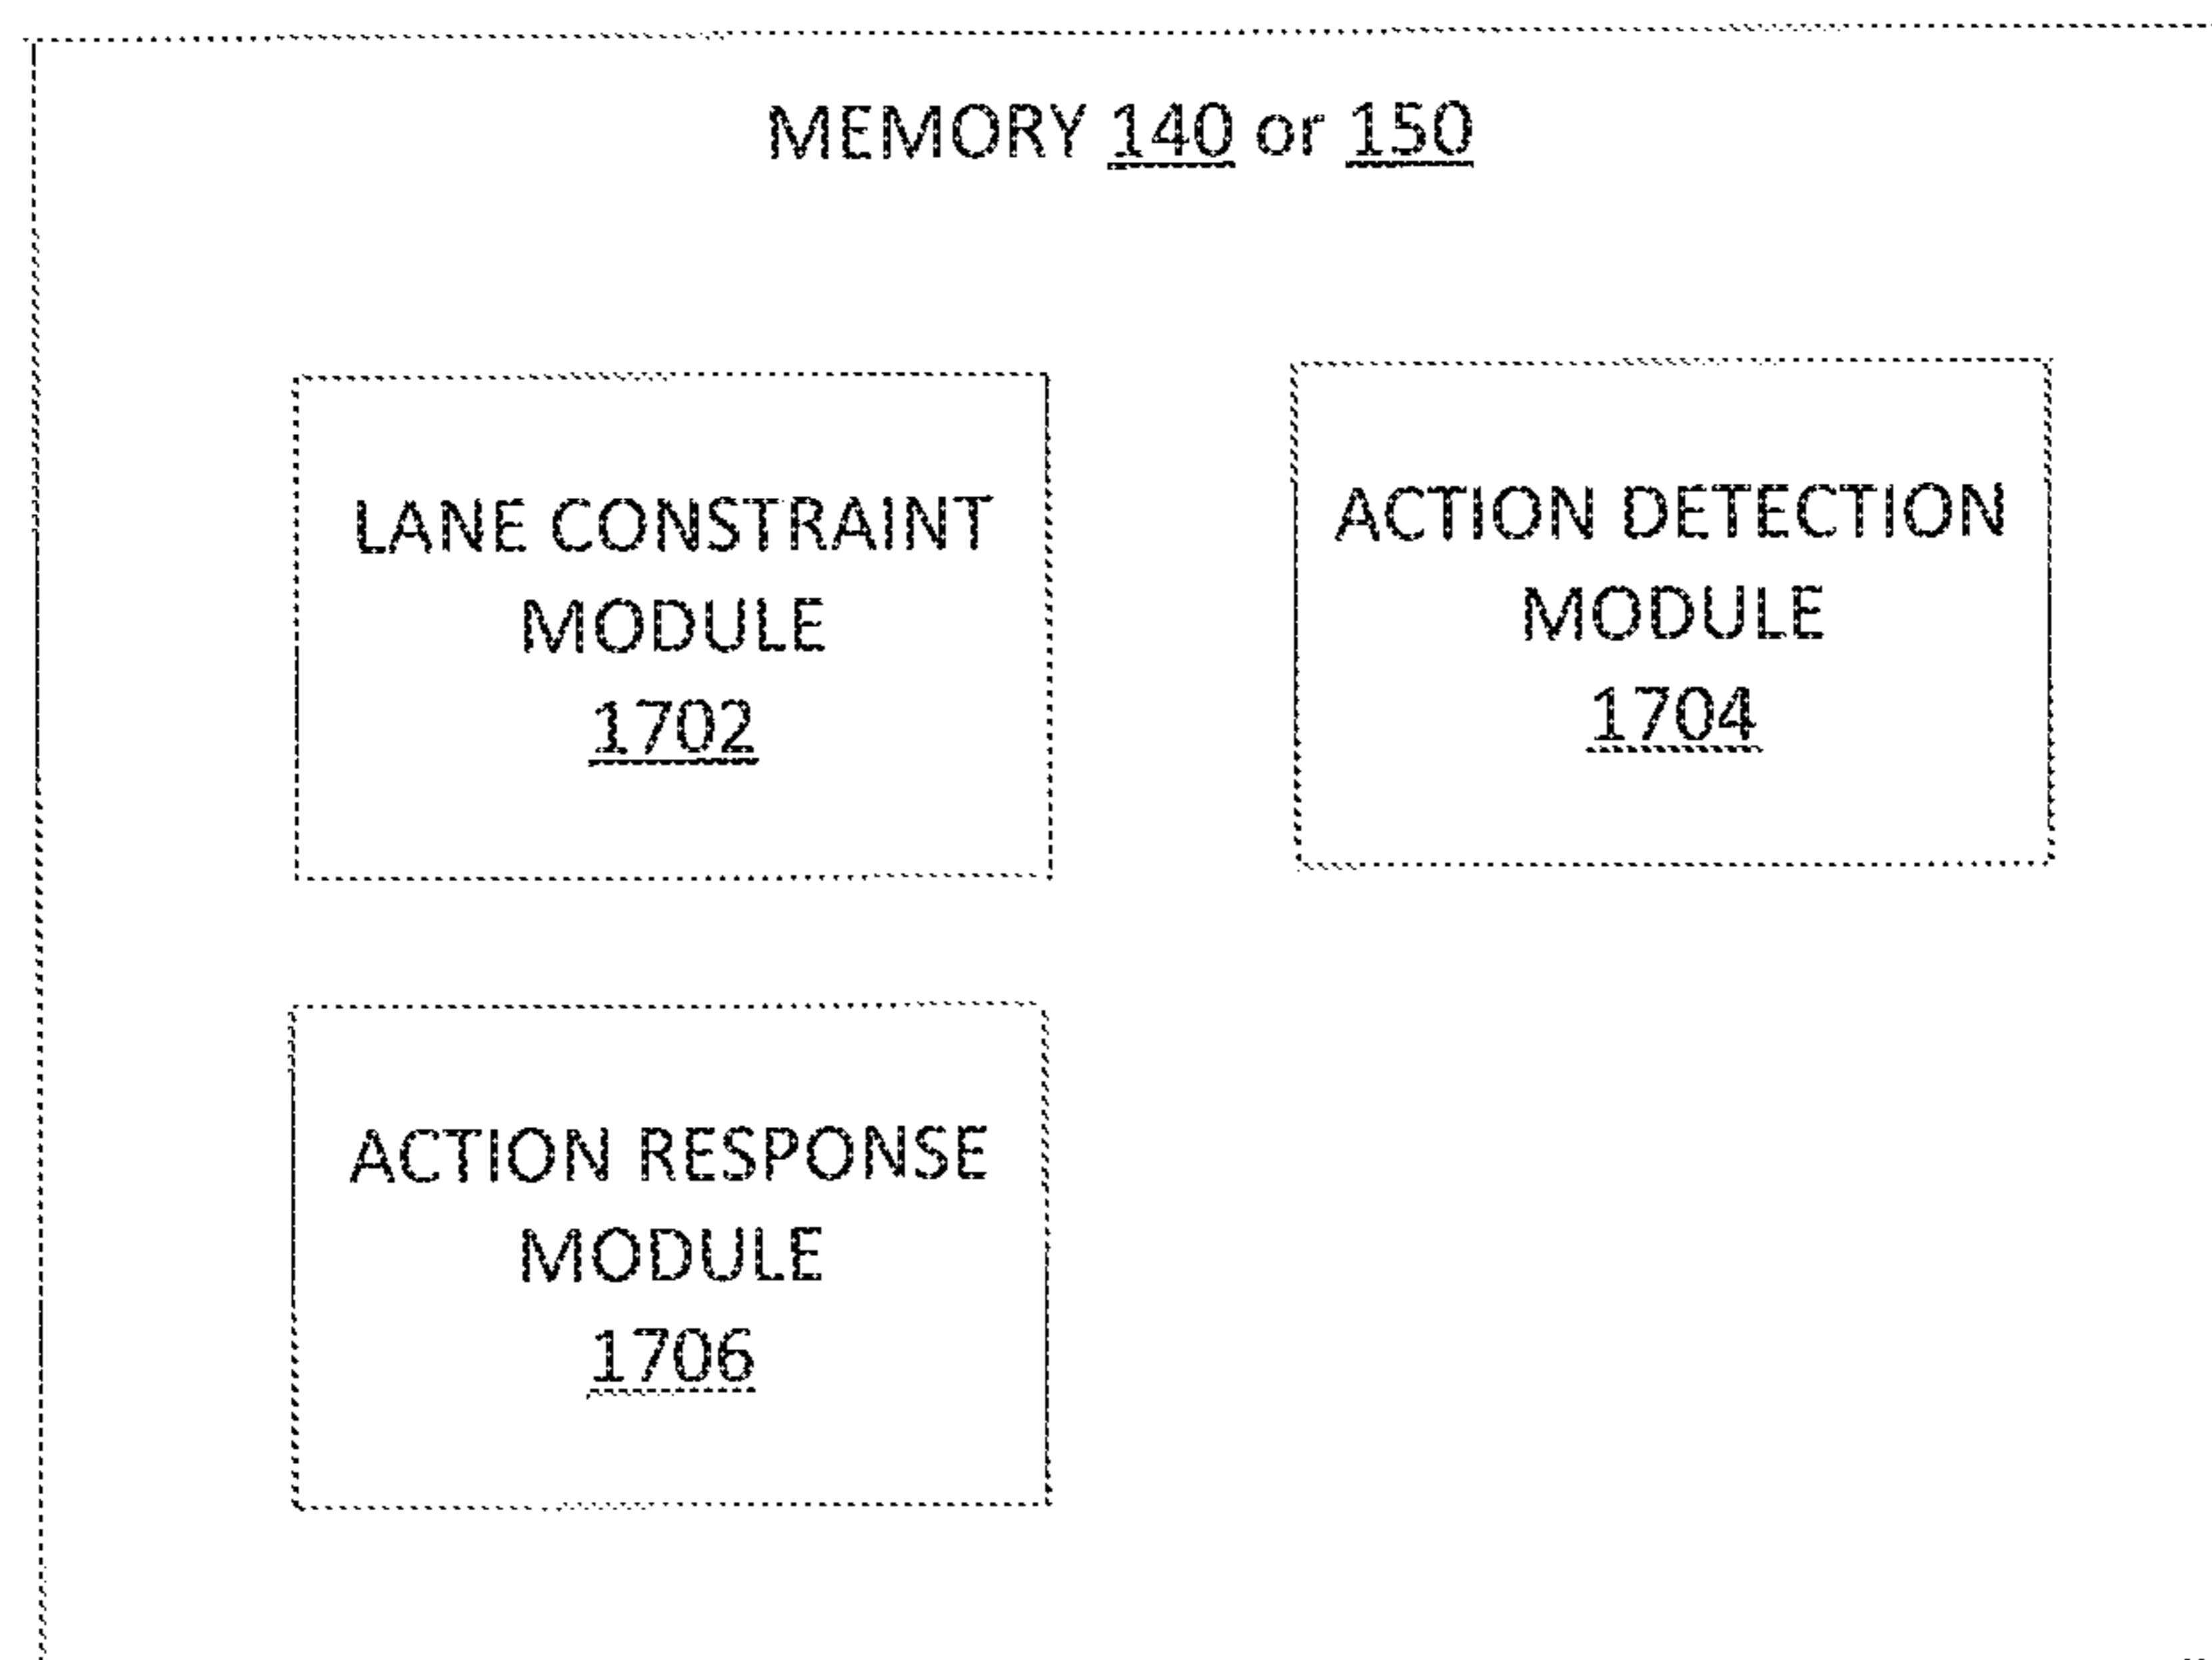 MEMORY 140 or 150
LANE CONSTRAINT
MODULE
1702
ACTION DETECTION
MODULE
1704
ACTION RESPONSE
MODULE
1706